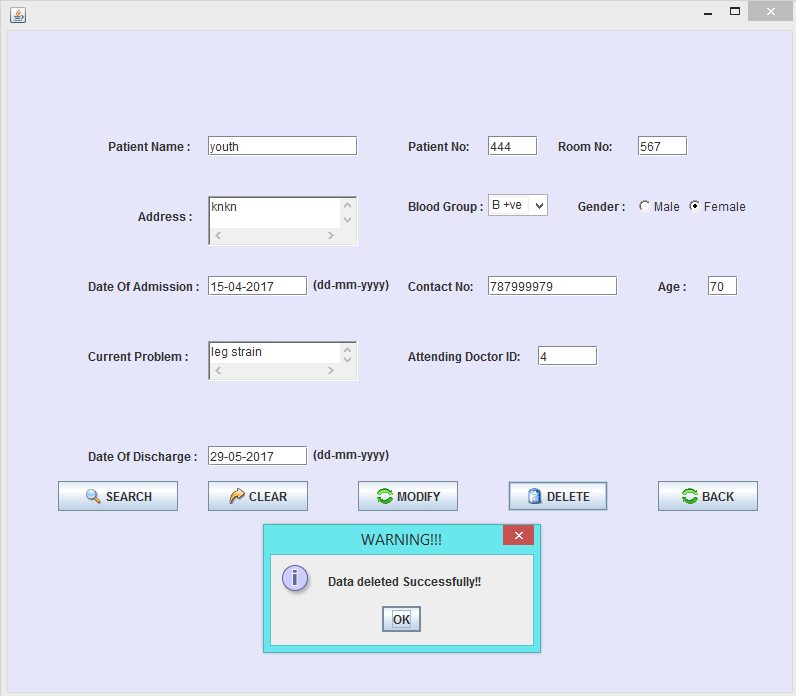 Patient Name : youth Patient No: 444 Room No: 567
Address : knkn Blood Group : B +ve Gender : Male Female
Date Of Admission : 15-04-2017 (dd-mm-yyyy) Contact No: 787999979 Age : 70
Current Problem : leg strain Attending Doctor ID: 4
Date Of Discharge : 29-05-2017 (dd-mm-yyyy)
SEARCH CLEAR MODIFY DELETE BACK
WARNING!!!
Data deleted Successfully!!
OK